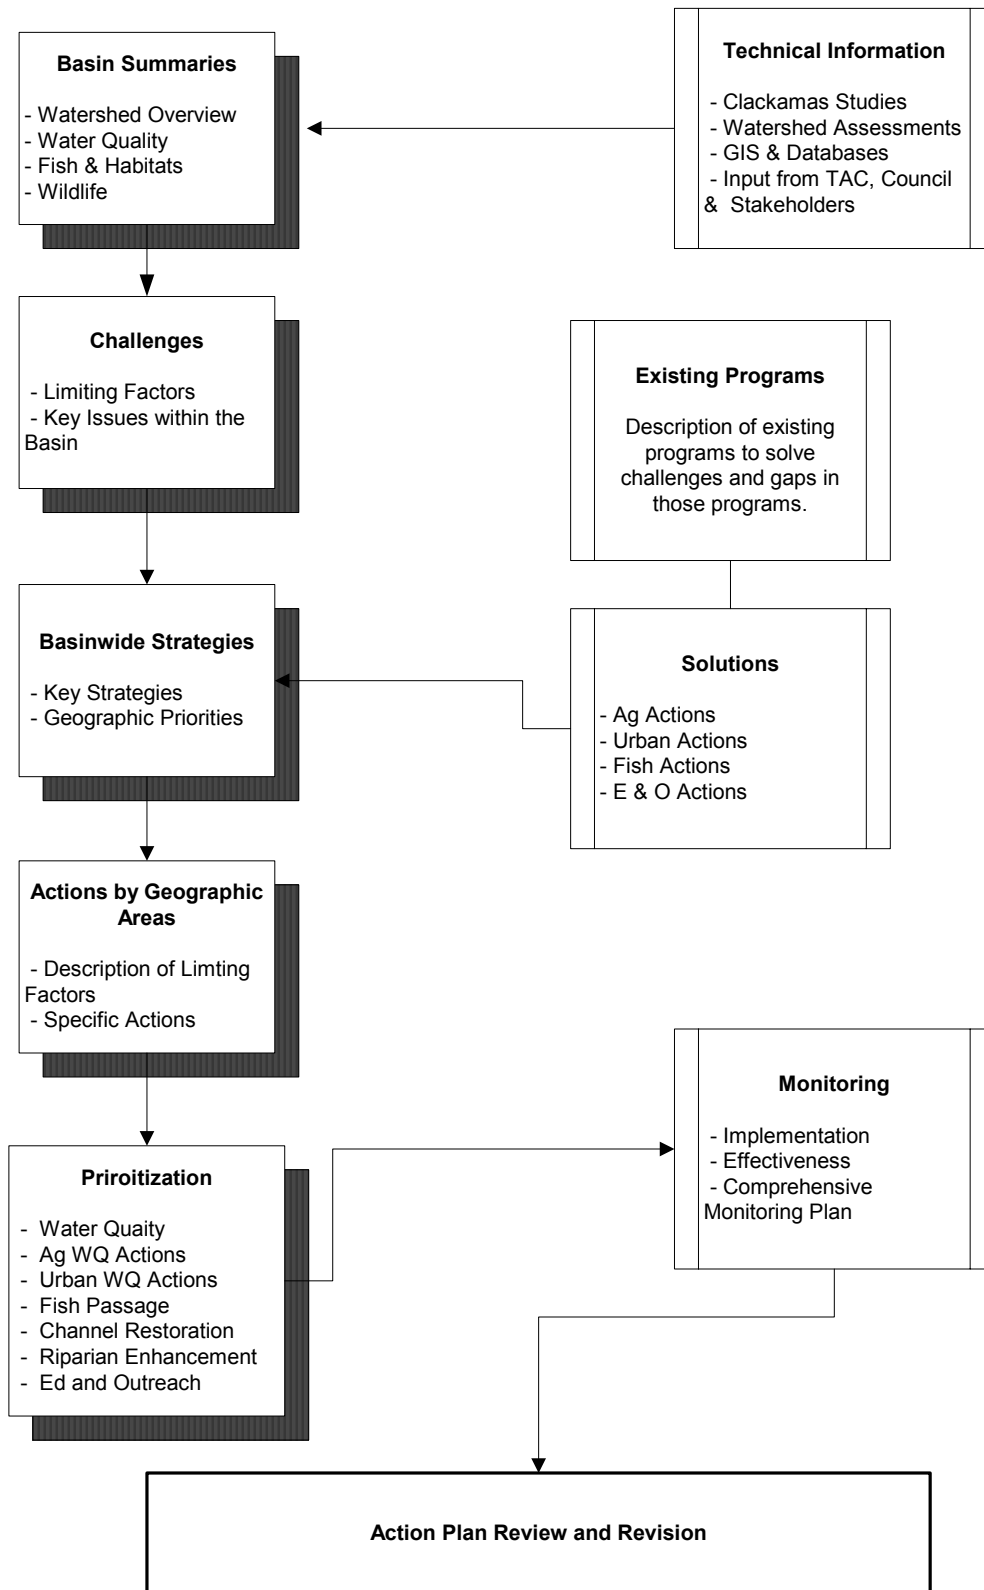 Basin Summaries
- Watershed Overview
- Water Quality
- Fish & Habitats
- Wildlife
Technical Information
- Clackamas Studies
- Watershed Assessments
- GIS & Databases
- Input from TAC, Council
& Stakeholders
Challenges
- Limiting Factors
- Key Issues within the
Basin
Existing Programs
Description of existing
programs to solve
challenges and gaps in
those programs.
Basinwide Strategies
- Key Strategies
- Geographic Priorities
Solutions
- Ag Actions
- Urban Actions
- Fish Actions
- E & O Actions
Actions by Geographic
Areas
- Description of Limting
Factors
- Specific Actions
Priroitization
- Water Quaity
- Ag WQ Actions
- Urban WQ Actions
- Fish Passage
- Channel Restoration
- Riparian Enhancement
- Ed and Outreach
Monitoring
- Implementation
- Effectiveness
- Comprehensive
Monitoring Plan
Action Plan Review and Revision